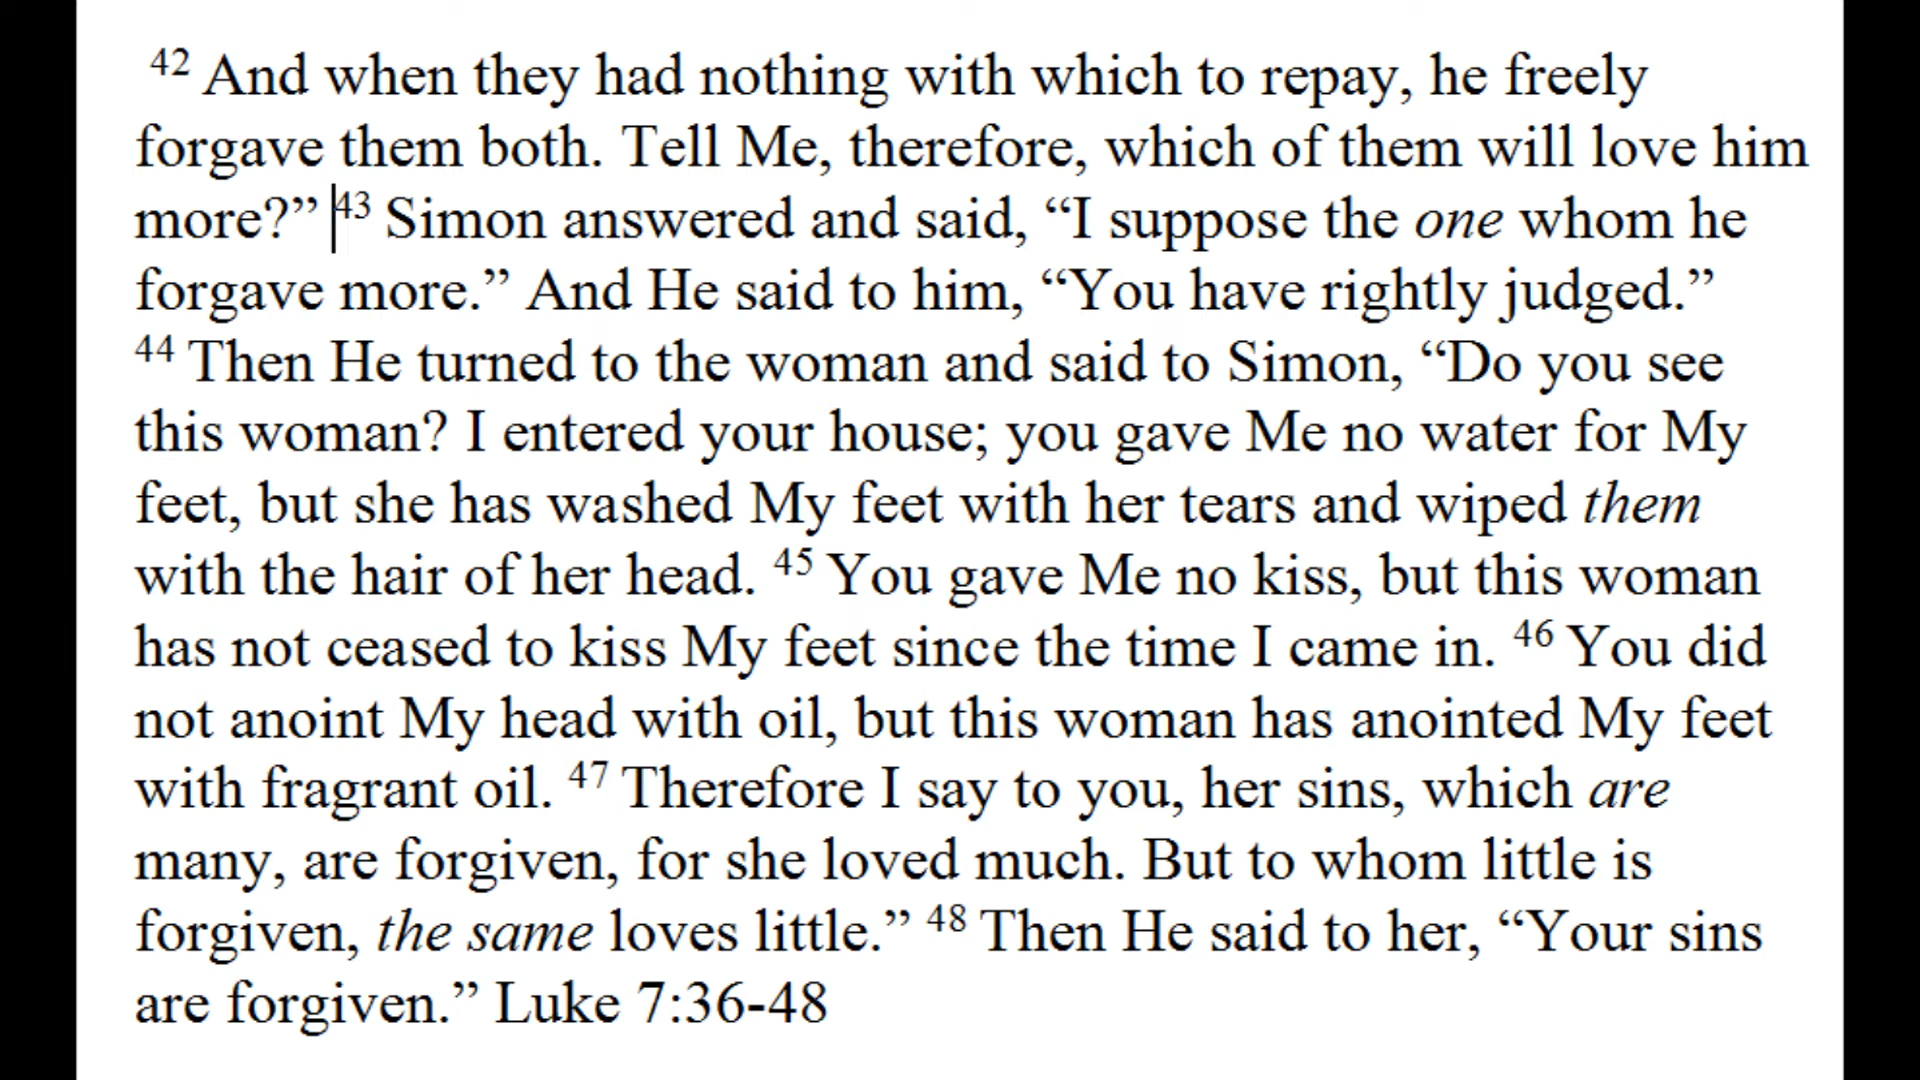 42 And when they had nothing with which to repay, he freely
forgave them both. Tell Me, therefore, which of them will love him
more?” 43 Simon answered and said, “I suppose the one whom he
forgave more.” And He said to him, “You have rightly judged.”
44 Then He turned to the woman and said to Simon, “Do you see
this woman? I entered your house; you gave Me no water for My
feet, but she has washed My feet with her tears and wiped them
with the hair of her head. 45 You gave Me no kiss, but this woman
has not ceased to kiss My feet since the time I came in. 46 You did
not anoint My head with oil, but this woman has anointed My feet
with fragrant oil. 47 Therefore I say to you, her sins, which are
many, are forgiven, for she loved much. But to whom little is
forgiven, the same loves little.” 48 Then He said to her, “Your sins
are forgiven.” Luke 7:36-48